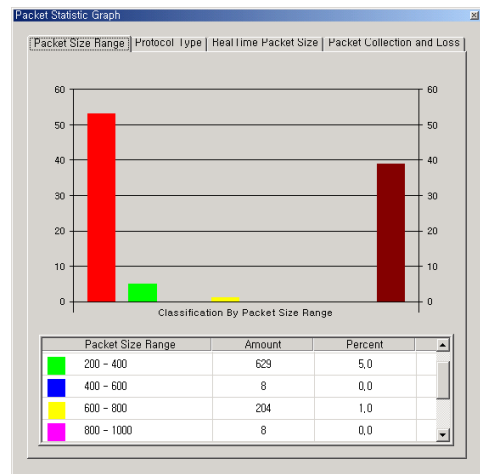 Packet Statistic Graph
Packet Size Range | Protocol Type | RealTime Packet Size | Packet Collection and Loss
60 60
50 50
40 40
30 30
20 20
10 10
0 0
Classification By Packet Size Range
Packet Size Range Amount Percent
200 - 400 629 5,0
400 - 600 8 0,0
600 - 800 204 1,0
800 - 1000 8 0,0